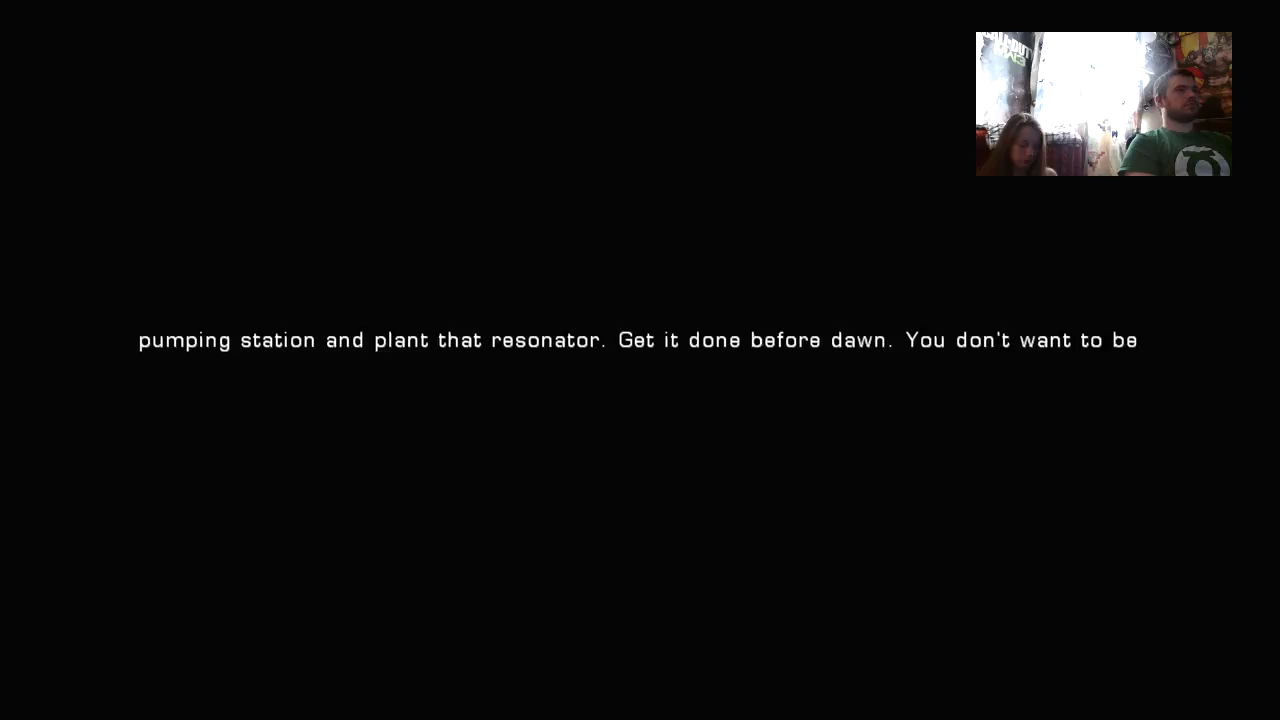 pumping station and plant that resonator. Get it done before dawn. You don't want to be